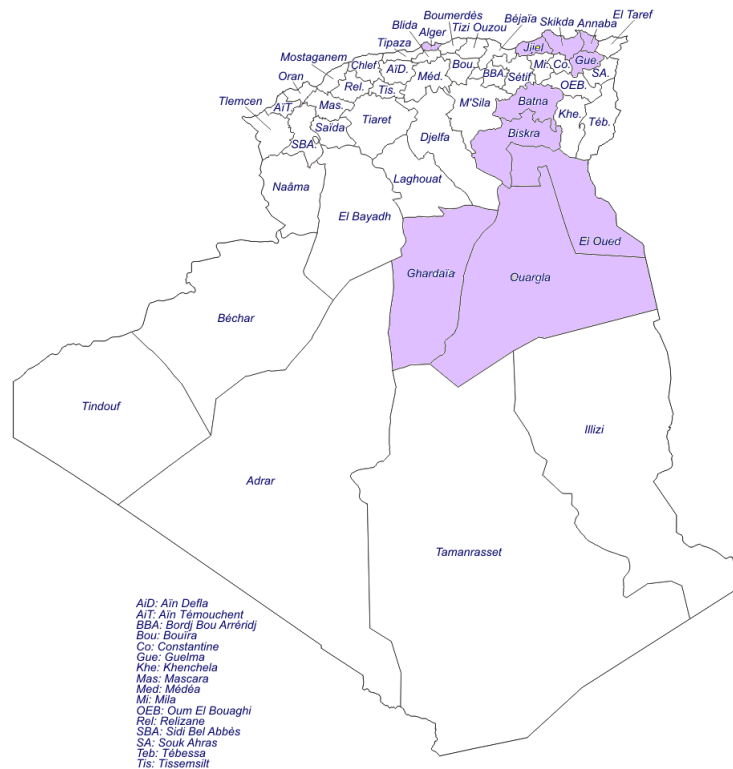 Boumerdès
Blida
Tizi Ouzou
Béjaïa
Skikda
Annaba
El Taref
Alger
Tipaza
Jijel
Mostaganem
Chlef
AïD.
Méd.
Bou.
BBA.
Sétif
Mi.
Co.
Gue.
SA.
Oran
Rel.
Tis.
OEB.
Tlemcen
AïT.
Mas.
M'Sila
Batna
Khe.
Téb.
Saïda
Tiaret
SBA.
Djelfa
Biskra
Laghouat
Naâma
El Bayadh
Ei Oued
Ghardaïa
Ouargla
Béchar
Tindouf
Illizi
Adrar
Tamanrasset
AiD: Aïn Defla
AiT: Aïn Témouchent
BBA: Bordj Bou Arréridj
Bou: Bouïra
Co: Constantine
Gue: Guelma
Khe: Khenchela
Mas: Mascara
Med: Médéa
Mi: Mila
OEB: Oum El Bouaghi
Rel: Relizane
SBA: Sidi Bel Abbès
SA: Souk Ahras
Teb: Tébessa
Tis: Tissemsilt